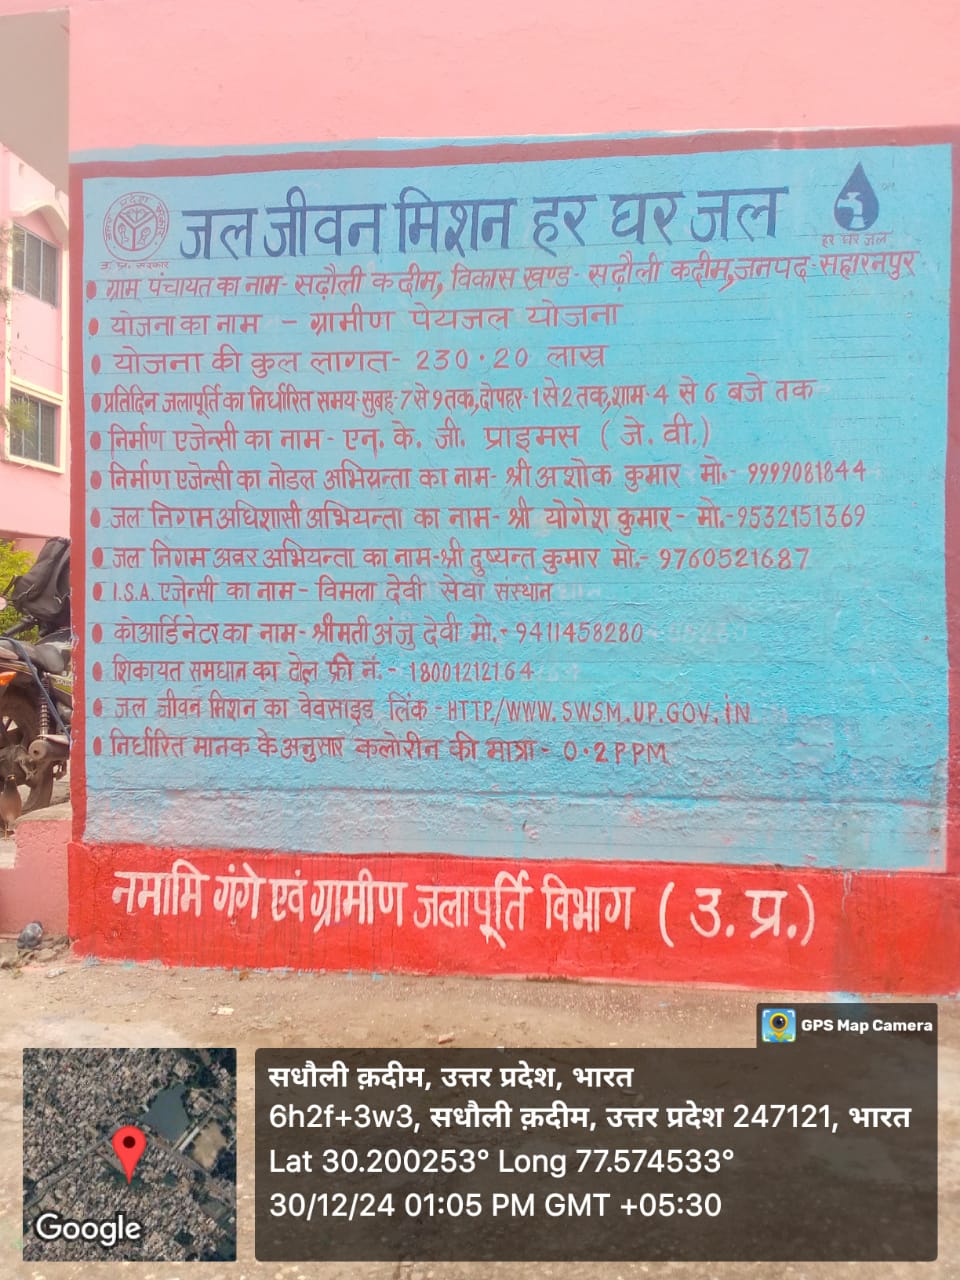 जल जीवन मिशन हर घर जल
उ.प्र. सरकार
हर घर जल
• ग्राम पंचायत का नाम- सढ़ौली कदीम, विकास खण्ड- सढ़ौली कदीम, जनपद- सहारनपुर
• योजना का नाम - ग्रामीण पेयजल योजना
• योजना की कुल लागत- 230.20 लाख
• प्रतिदिन जलापूर्ति का निर्धारित समय-सुबह-7 से 9 तक, दोपहर-1 से 2 तक, शाम-4 से 6 बजे तक
• निर्माण एजेन्सी का नाम- एन. के. जी. प्राइमस (जे. वी.)
• निर्माण एजेन्सी का नोडल अभियन्ता का नाम- श्री अशोक कुमार मो.- 9999081844
• जल निगम अधिशासी अभियन्ता का नाम- श्री योगेश कुमार- मो.-9532151369
• जल निगम अवर अभियन्ता का नाम-श्री दुष्यन्त कुमार मो.- 9760521687
• I.S.A. एजेन्सी का नाम- विमला देवी सेवा संस्थान
• कोआर्डिनेटर का नाम- श्रीमती अंजु देवी मो.- 9411458280
• शिकायत समधान का टोल फ्री नं.- 18001212164
• जल जीवन मिशन का वेवसाइड लिंक-HTTP./WWW.SWSM.UP.GOV.iN
• निर्धारित मानक के अनुसार कलोरीन की मात्रा- 0.2 PPM
नमामि गंगे एवं ग्रामीण जलापूर्ति विभाग (उ. प्र.)
GPS Map Camera
सधौली क़दीम, उत्तर प्रदेश, भारत
6h2f+3w3, सधौली क़दीम, उत्तर प्रदेश 247121, भारत
Lat 30.200253° Long 77.574533°
30/12/24 01:05 PM GMT +05:30
Google